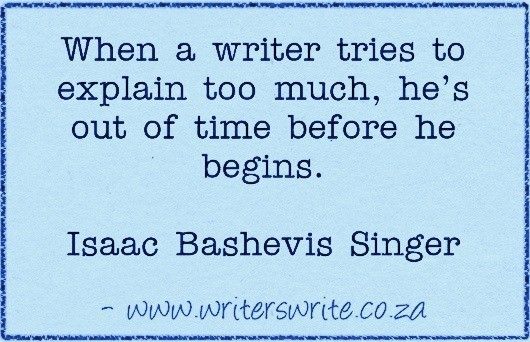 When a writer tries to
explain too much, he's
out of time before he
begins.
Isaac Bashevis Singer
- www.writerswrite.co.za